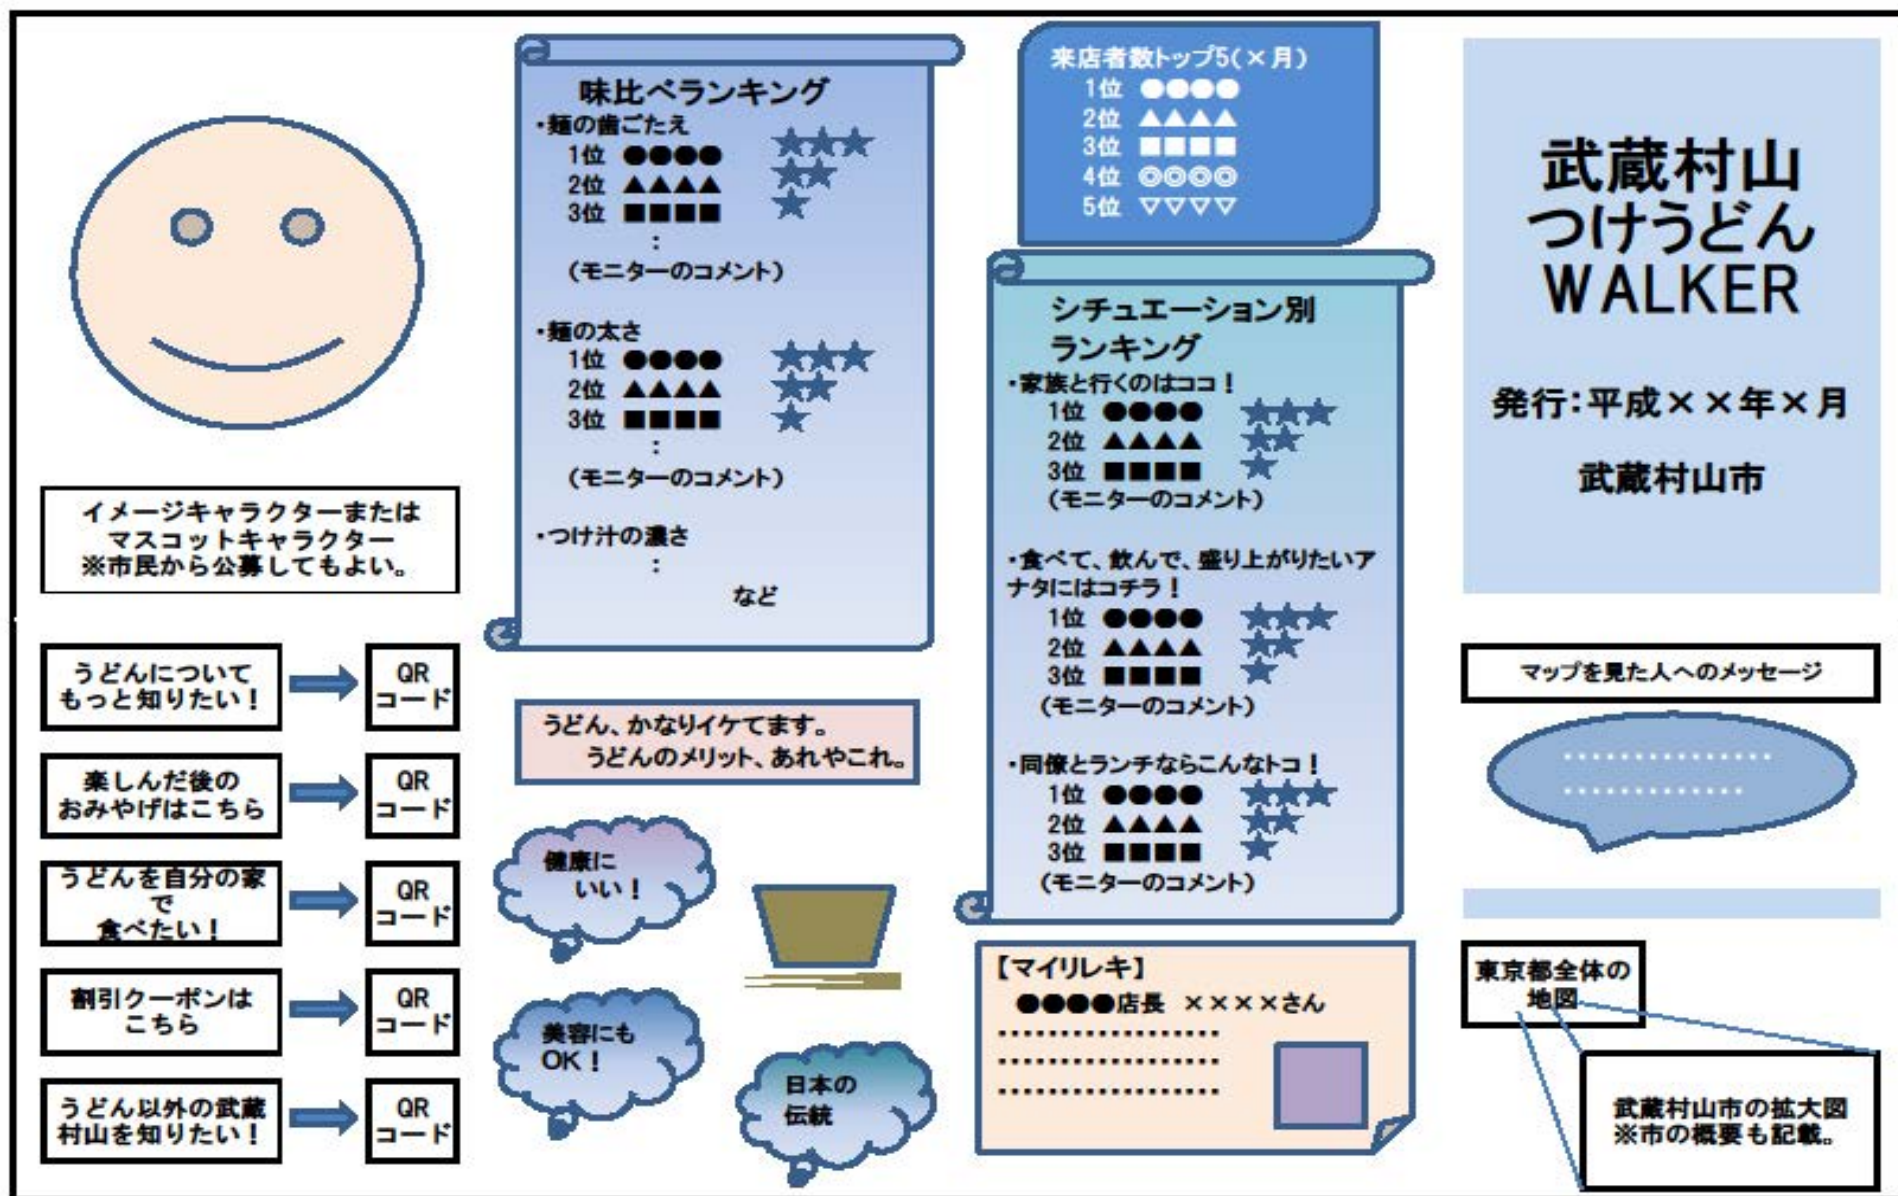 イメージキャラクターまたは
マスコットキャラクター
※市民から公募してもよい。
うどんについて
もっと知りたい！
QR
コード
楽しんだ後の
おみやげはこちら
QR
コード
うどんを自分の家
で
食べたい！
QR
コード
割引クーポンは
こちら
QR
コード
うどん以外の武蔵
村山を知りたい！
QR
コード
味比べランキング
・麺の歯ごたえ
1位 ●●●● ★★★
2位 ▲▲▲▲ ★★
3位 ■■■■ ★
：
（モニターのコメント）
・麺の太さ
1位 ●●●● ★★★
2位 ▲▲▲▲ ★★
3位 ■■■■ ★
：
（モニターのコメント）
・つけ汁の濃さ
：
など
うどん、かなりイケてます。
うどんのメリット、あれやこれ。
健康に
いい！
美容にも
OK！
日本の
伝統
来店者数トップ5(×月)
1位 ●●●●
2位 ▲▲▲▲
3位 ■■■■
4位 ◎◎◎◎
5位 ▽▽▽▽
シチュエーション別
ランキング
・家族と行くのはココ！
1位 ●●●● ★★★
2位 ▲▲▲▲ ★★
3位 ■■■■ ★
（モニターのコメント）
・食べて、飲んで、盛り上がりたいア
ナタにはコチラ！
1位 ●●●● ★★★
2位 ▲▲▲▲ ★★
3位 ■■■■ ★
（モニターのコメント）
・同僚とランチならこんなトコ！
1位 ●●●● ★★★
2位 ▲▲▲▲ ★★
3位 ■■■■ ★
（モニターのコメント）
【マイリレキ】
●●●●店長 ××××さん
･･････････････････
･･････････････････
･･････････････････
武蔵村山
つけうどん
WALKER
発行：平成××年×月
武蔵村山市
マップを見た人へのメッセージ
･･･････････････
･････････････
東京都全体の
地図
武蔵村山市の拡大図
※市の概要も記載。